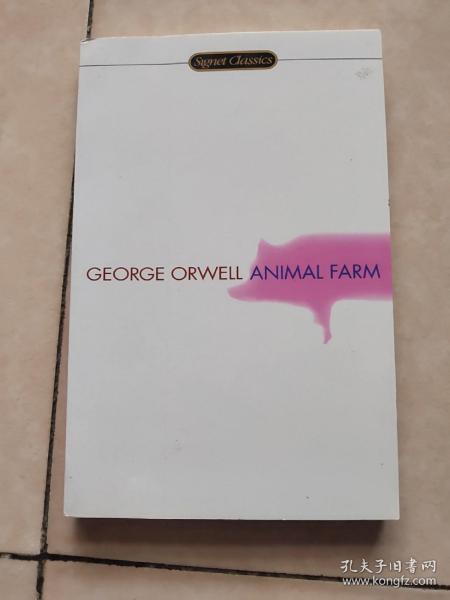 Signet Classics
GEORGE ORWELL ANIMAL FARM
孔夫子旧书网
www.kongfz.com